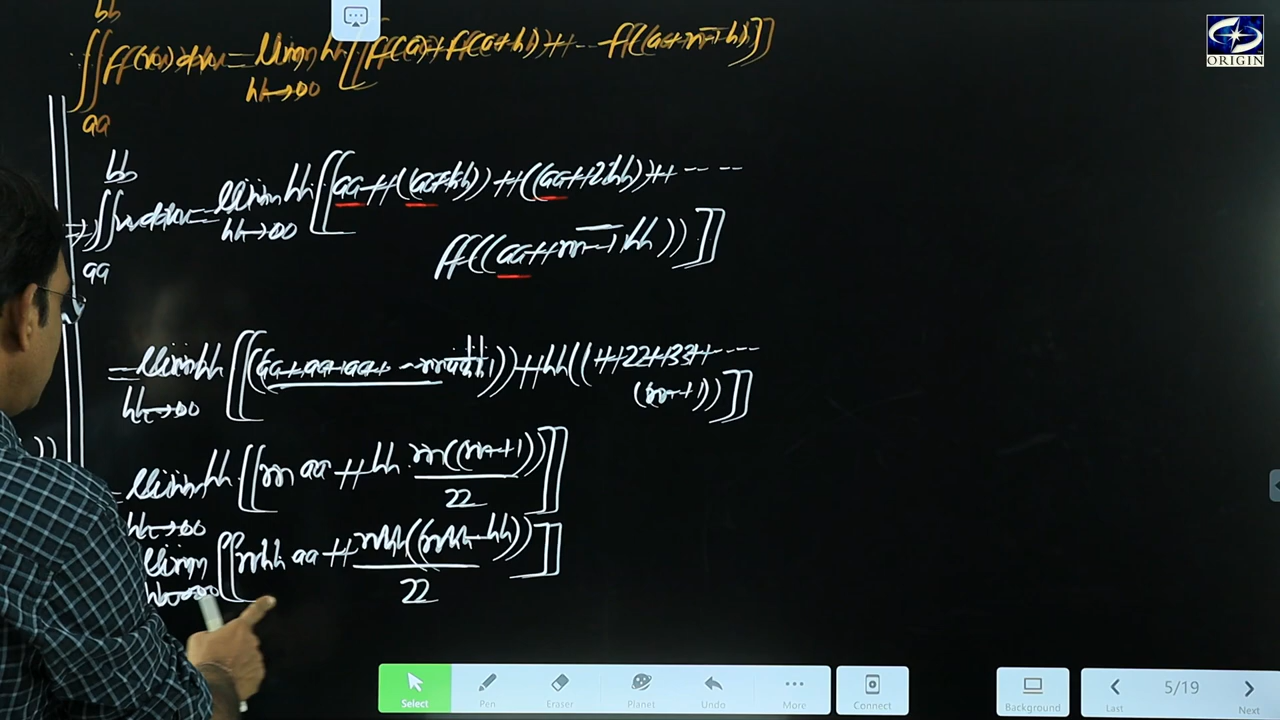 ∫ₐᵇ f(x) dx = lim h→0 h [f(a) + f(a+h) + ... f(a+n-1 h)]
⇒ ∫ₐᵇ x dx = lim h→0 h [a + (a+h) + (a+2h) + ...
f(a+n-1 h)]
= lim h→0 h [(a+a+a+ ... ) + h(1+2+3+ ...
(n-1))]
= lim h→0 h [n a + h n(n-1)/2]
lim h→0 [nh a + nh(nh-h)/2]
ORIGIN
Select Pen Eraser Planet Undo More Connect Background Last 5/19 Next